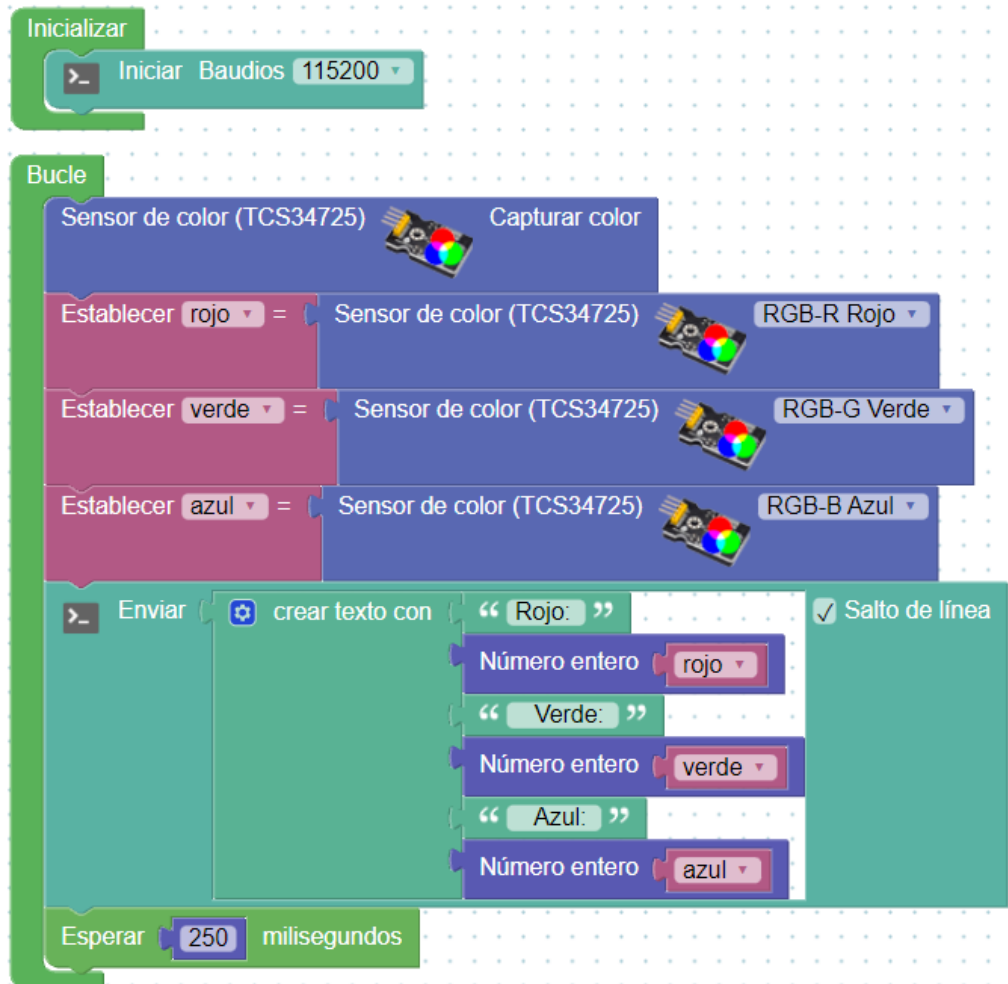 Inicializar
>_ Iniciar Baudios 115200
Bucle
Sensor de color (TCS34725) Capturar color
Establecer rojo = Sensor de color (TCS34725) RGB-R Rojo
Establecer verde = Sensor de color (TCS34725) RGB-G Verde
Establecer azul = Sensor de color (TCS34725) RGB-B Azul
>_ Enviar crear texto con “ Rojo: ” Salto de línea
Número entero rojo
“ Verde: ”
Número entero verde
“ Azul: ”
Número entero azul
Esperar 250 milisegundos